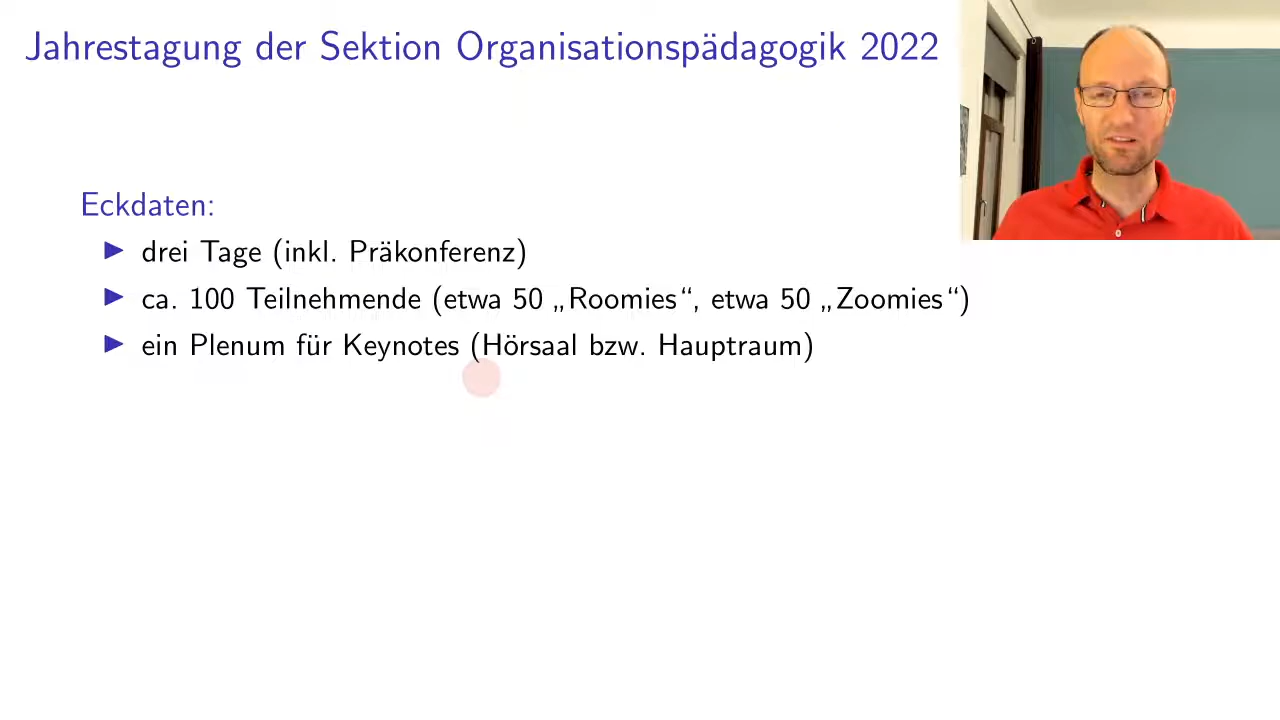 Jahrestagung der Sektion Organisationspädagogik 2022
Eckdaten:
▶ drei Tage (inkl. Präkonferenz)
▶ ca. 100 Teilnehmende (etwa 50 „Roomies“, etwa 50 „Zoomies“)
▶ ein Plenum für Keynotes (Hörsaal bzw. Hauptraum)